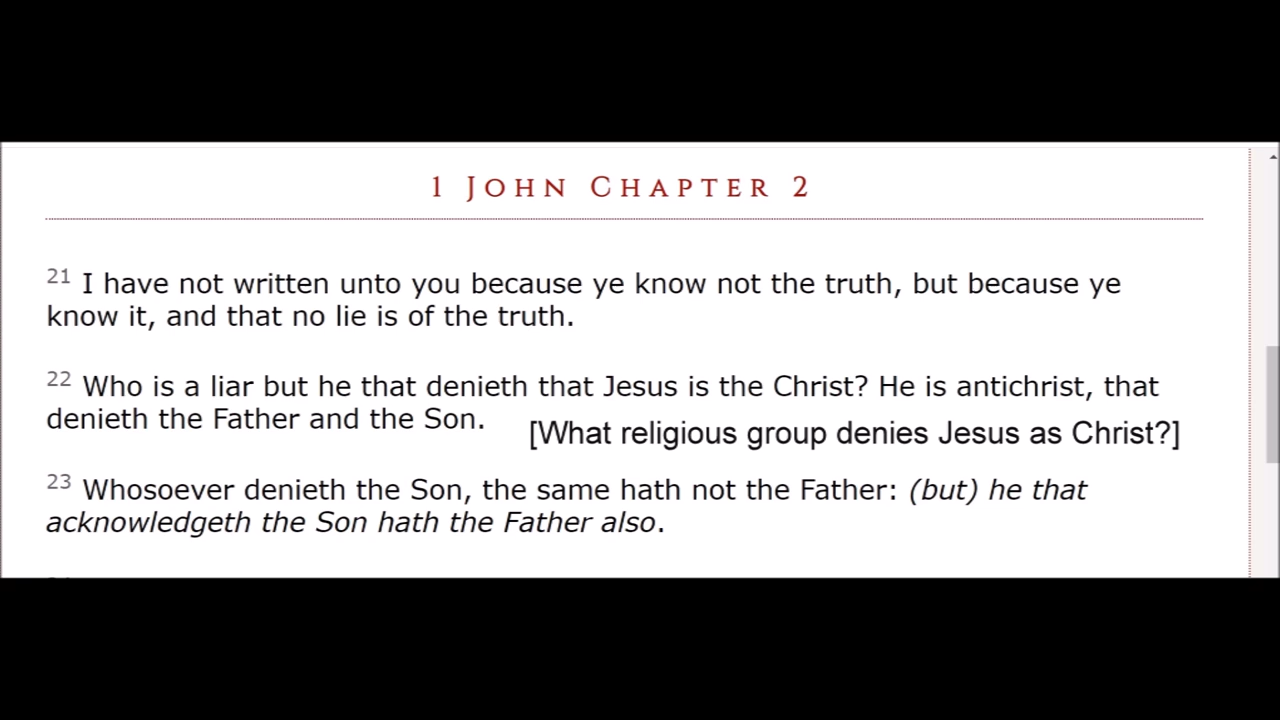 1 John Chapter 2
21 I have not written unto you because ye know not the truth, but because ye
know it, and that no lie is of the truth.
22 Who is a liar but he that denieth that Jesus is the Christ? He is antichrist, that
denieth the Father and the Son.
[What religious group denies Jesus as Christ?]
23 Whosoever denieth the Son, the same hath not the Father: (but) he that
acknowledgeth the Son hath the Father also.